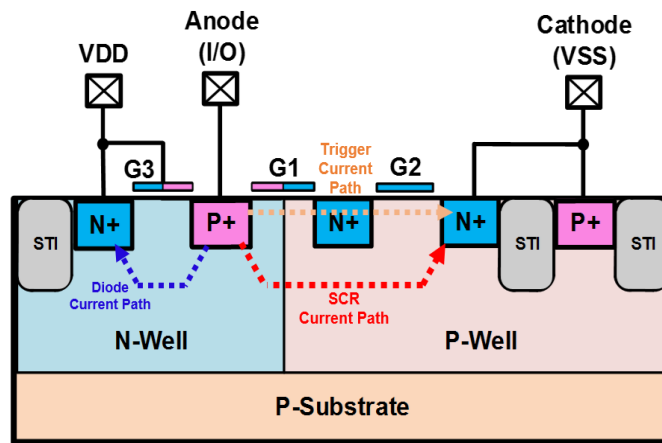 Anode
(I/O)
Cathode
(VSS)
VDD
G3
G1
Trigger
Current
Path
G2
STI
N+
P+
N+
N+
STI
P+
STI
Diode
Current Path
SCR
Current Path
N-Well
P-Well
P-Substrate